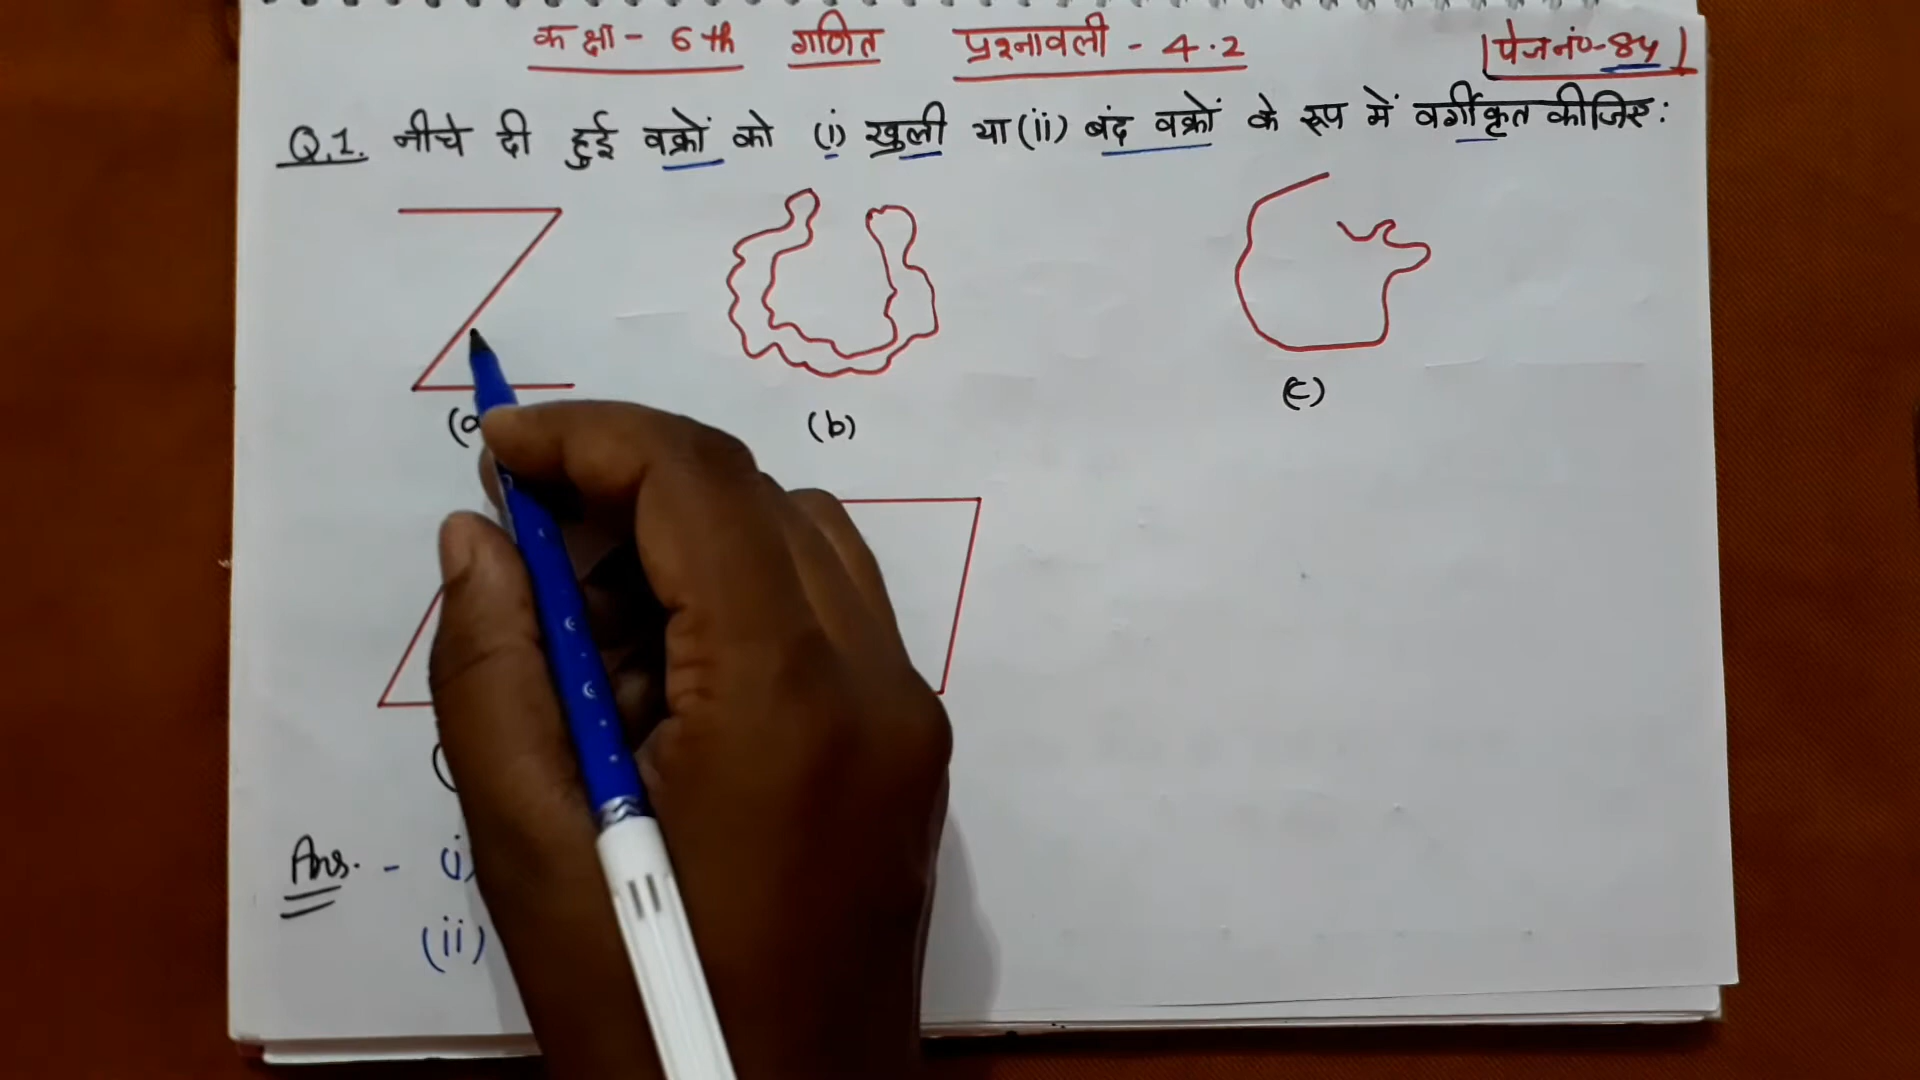 कक्षा - 6th गणित प्रश्नावली - 4.2 पेज नं०-84
Q.1. नीचे दी हुई वक्रों को (i) खुली या (ii) बंद वक्रों के रूप में वर्गीकृत कीजिए:
(a (b) (c)
Ans. - (i)
(ii)